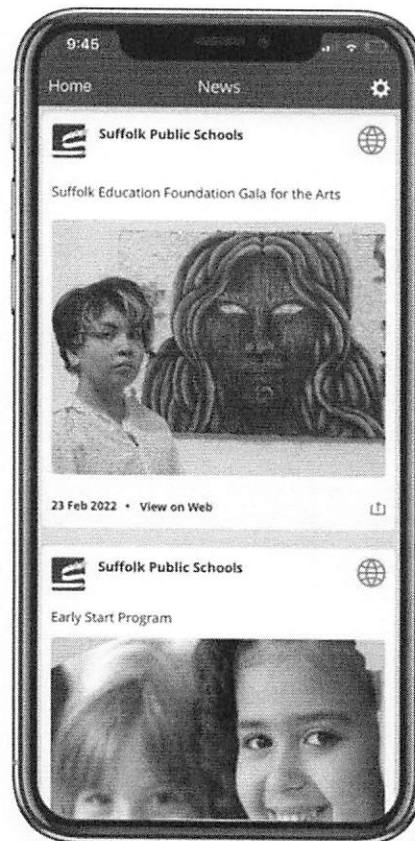 9:45
Home News
Suffolk Public Schools
Suffolk Education Foundation Gala for the Arts
23 Feb 2022 • View on Web
Suffolk Public Schools
Early Start Program